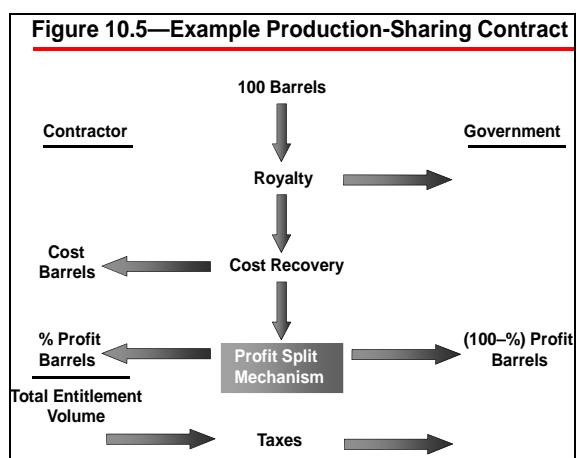 Figure 10.5—Example Production-Sharing Contract
100 Barrels
Contractor
Government
Royalty
Cost
Barrels
Cost Recovery
% Profit
Barrels
Profit Split
Mechanism
(100–%) Profit
Barrels
Total Entitlement
Volume
Taxes